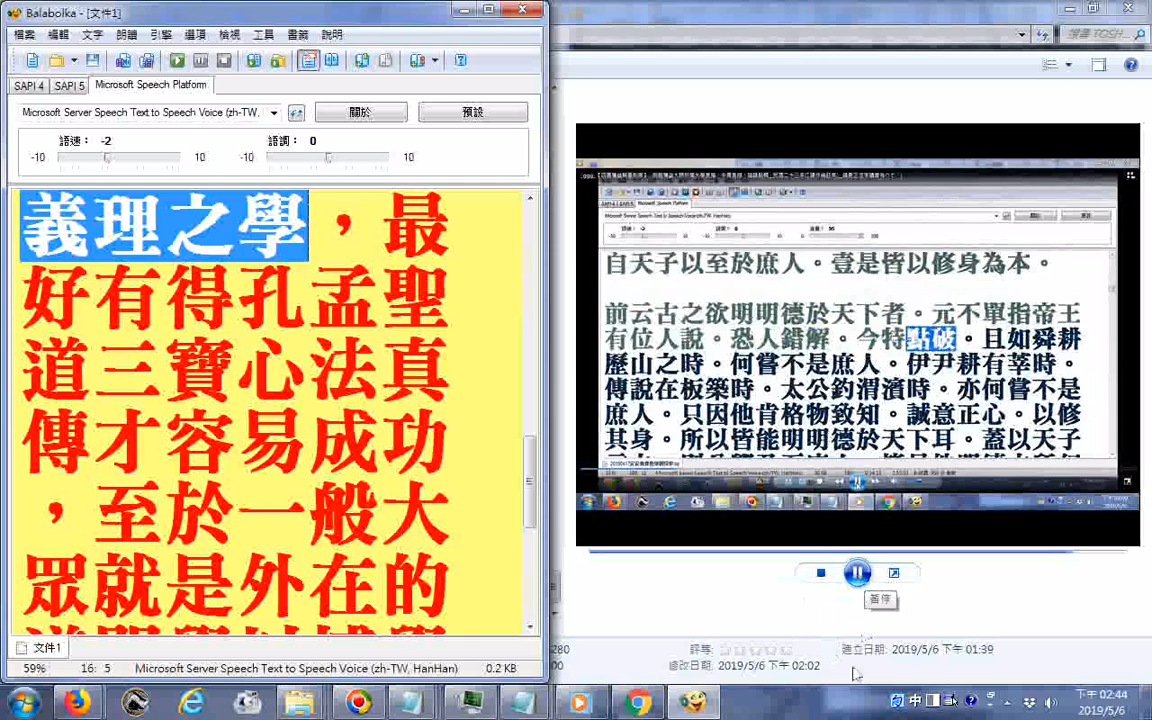 Balabolka - [文件1]
檔案 編輯 文字 朗讀 引擎 選項 檢視 工具 書籤 說明
SAPI 4 SAPI 5 Microsoft Speech Platform
Microsoft Server Speech Text to Speech Voice (zh-TW,
關於 預設
語速： -2 語調： 0
-10 10 -10 10
義理之學，最
好有得孔孟聖
道三寶心法真
傳才容易成功
，至於一般大
眾就是外在的
文件1
59% 16: 5 Microsoft Server Speech Text to Speech Voice (zh-TW, HanHan) 0.2 KB
搜尋 TOSH...
自天子以至於庶人。壹是皆以修身為本。
前云古之欲明明德於天下者。元不單指帝王
有位人說。恐人錯解。今特點破。且如舜耕
歷山之時。何嘗不是庶人。伊尹耕有莘時。
傳說在板築時。太公釣渭濱時。亦何嘗不是
庶人。只因他肯格物致知。誠意正心。以修
其身。所以皆能明明德於天下耳。蓋以天子
暫停
280 評等: 建立日期: 2019/5/6 下午 01:39
00 修改日期: 2019/5/6 下午 02:02
中
下午 02:44
2019/5/6